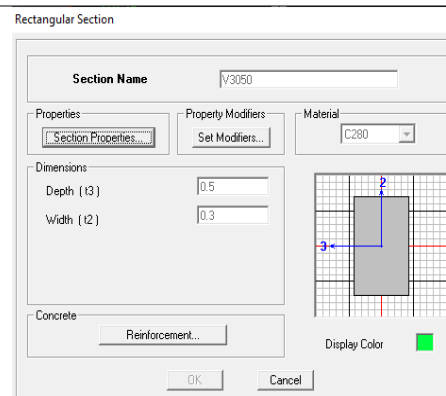 Rectangular Section
Section Name V3050
Properties Property Modifiers Material
Section Properties... Set Modifiers... C280
Dimensions
Depth ( t3 ) 0.5
Width ( t2 ) 0.3
2
3
Concrete
Reinforcement...
Display Color
OK Cancel